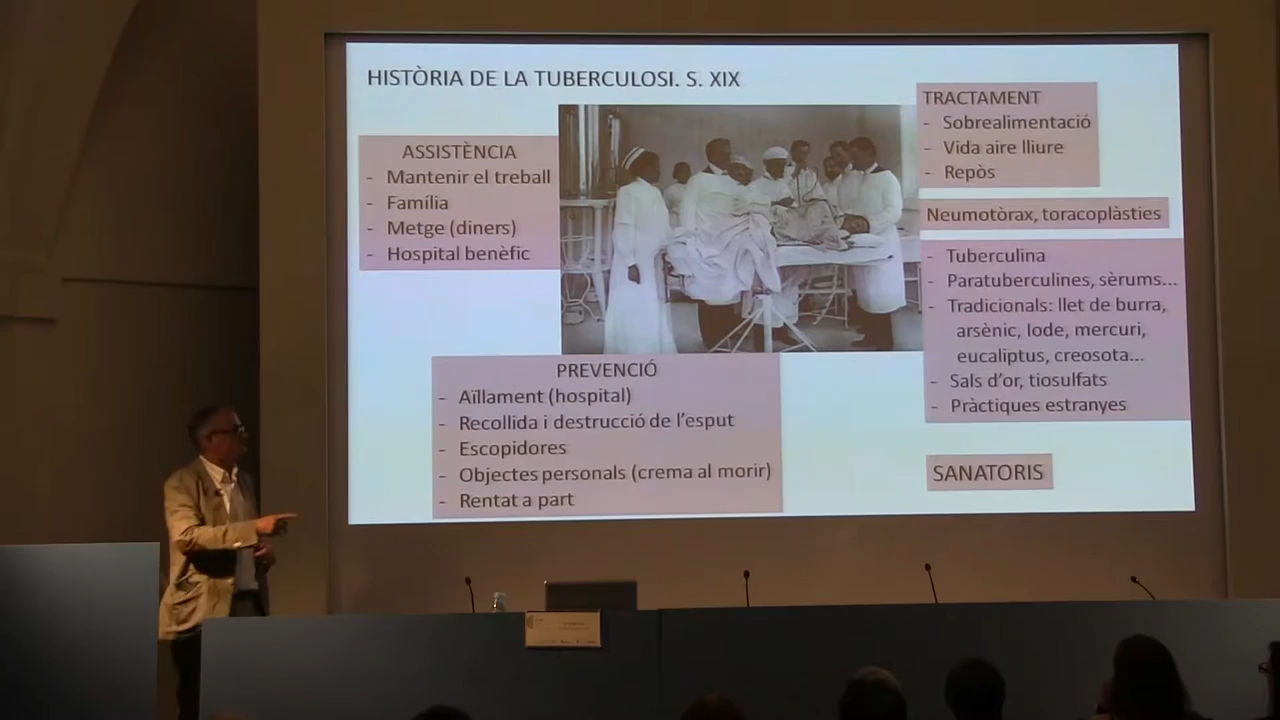 HISTÒRIA DE LA TUBERCULOSI. S. XIX
ASSISTÈNCIA
- Mantenir el treball
- Família
- Metge (diners)
- Hospital benèfic
PREVENCIÓ
- Aïllament (hospital)
- Recollida i destrucció de l'esput
- Escopidores
- Objectes personals (crema al morir)
- Rentat a part
TRACTAMENT
- Sobrealimentació
- Vida aire lliure
- Repòs
Neumotòrax, toracoplàsties
- Tuberculina
- Paratuberculines, sèrums...
- Tradicionals: llet de burra,
arsènic, Iode, mercuri,
eucaliptus, creosota...
- Sals d'or, tiosulfats
- Pràctiques estranyes
SANATORIS